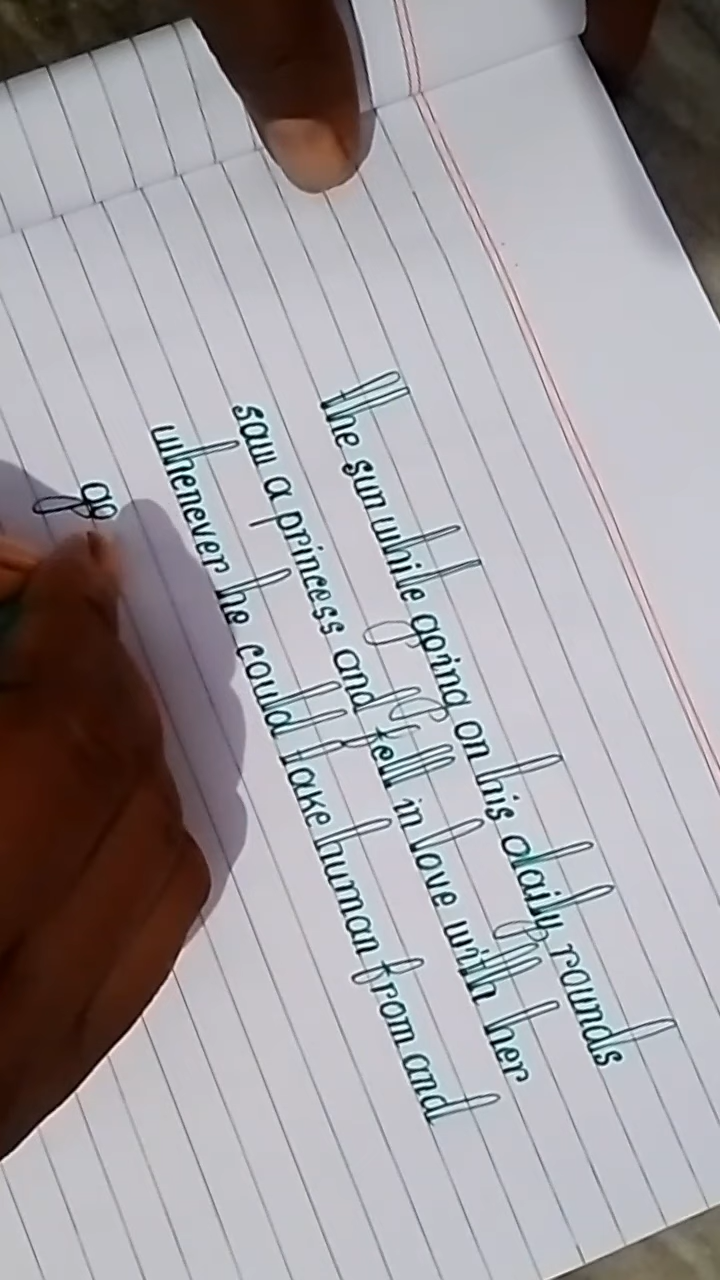 The sun while going on his daily rounds
saw a princess and fell in love with her
whenever he could take human from and
go